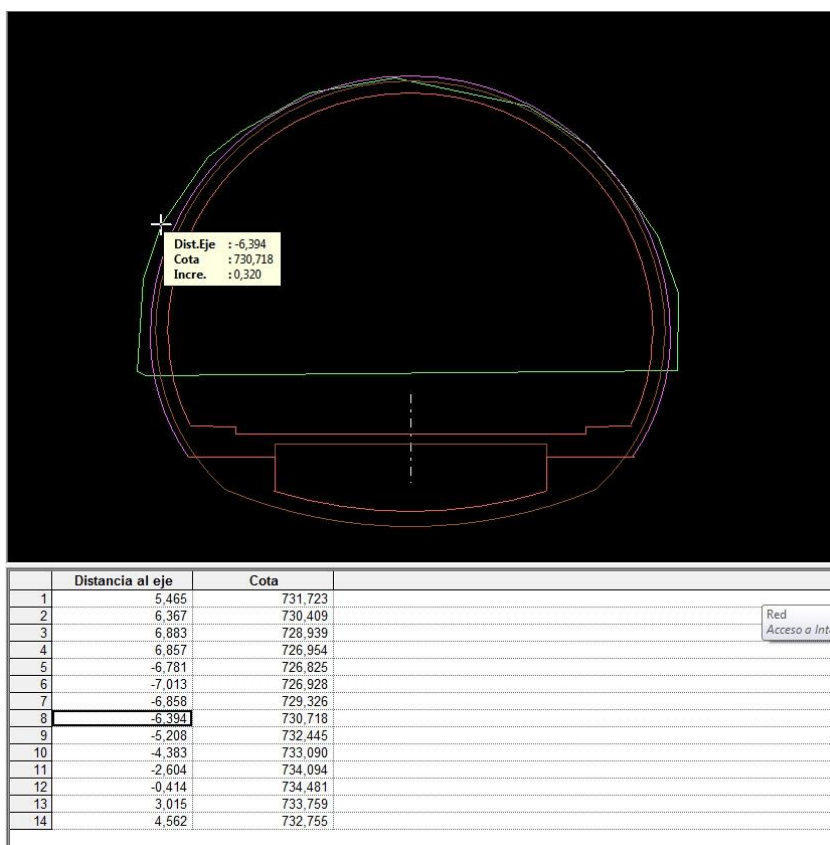 Dist.Eje : -6,394
Cota : 730,718
Incre. : 0,320
Distancia al eje Cota
1 5,465 731,723
2 6,367 730,409
3 6,883 728,939
4 6,857 726,954
5 -6,781 726,825
6 -7,013 726,928
7 -6,858 729,326
8 -6,394 730,718
9 -5,208 732,445
10 -4,383 733,090
11 -2,604 734,094
12 -0,414 734,481
13 3,015 733,759
14 4,562 732,755
Red
Acceso a Int